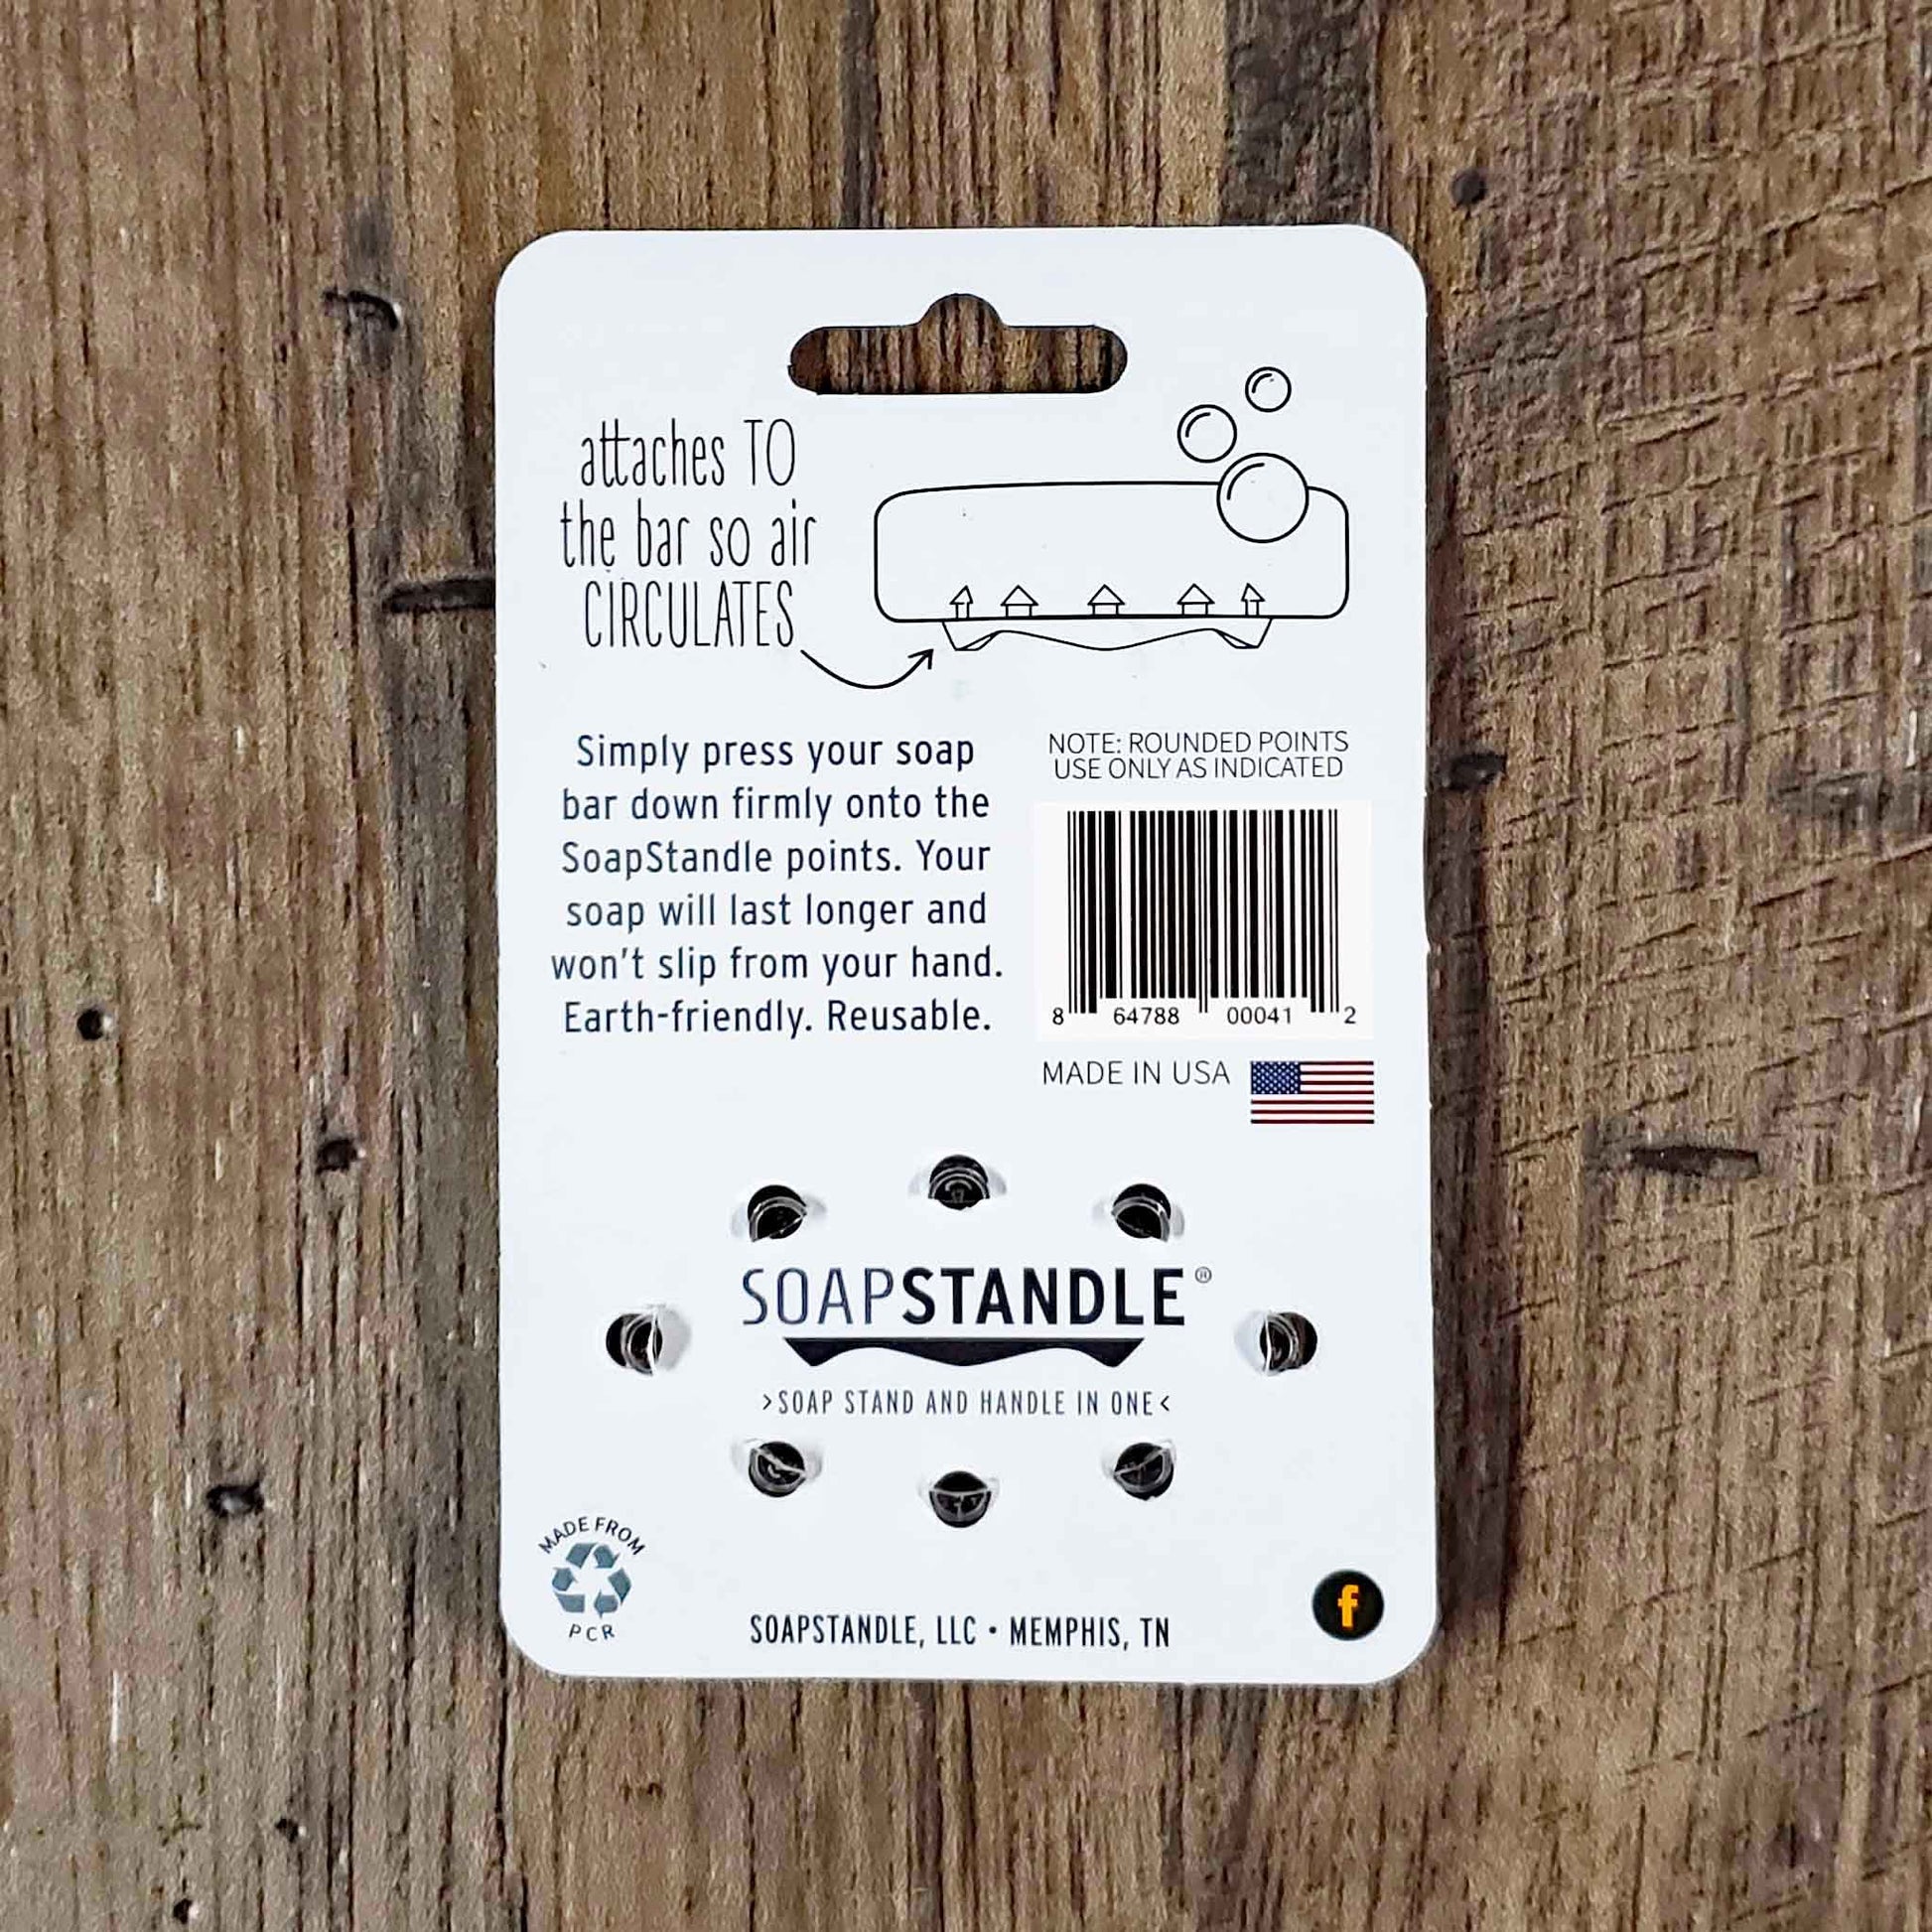 attaches TO
the bar so air
CIRCULATES
Simply press your soap
bar down firmly onto the
SoapStandle points. Your
soap will last longer and
won't slip from your hand.
Earth-friendly. Reusable.
NOTE: ROUNDED POINTS
USE ONLY AS INDICATED
8 64788 00041 2
MADE IN USA
SOAPSTANDLE®
>SOAP STAND AND HANDLE IN ONE<
MADE FROM
PCR
SOAPSTANDLE, LLC • MEMPHIS, TN
f